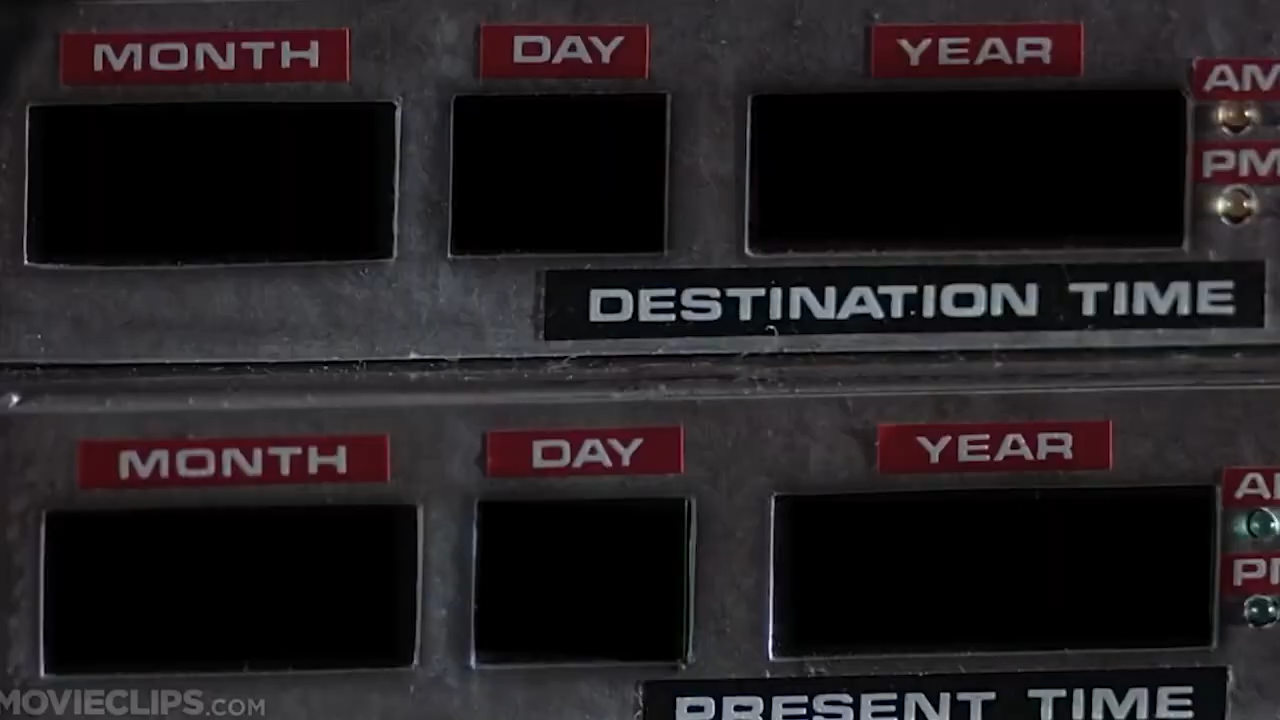 MONTH DAY YEAR
AM
PM
DESTINATION TIME
MONTH DAY YEAR
PRESENT TIME
MOVIECLIPS.COM